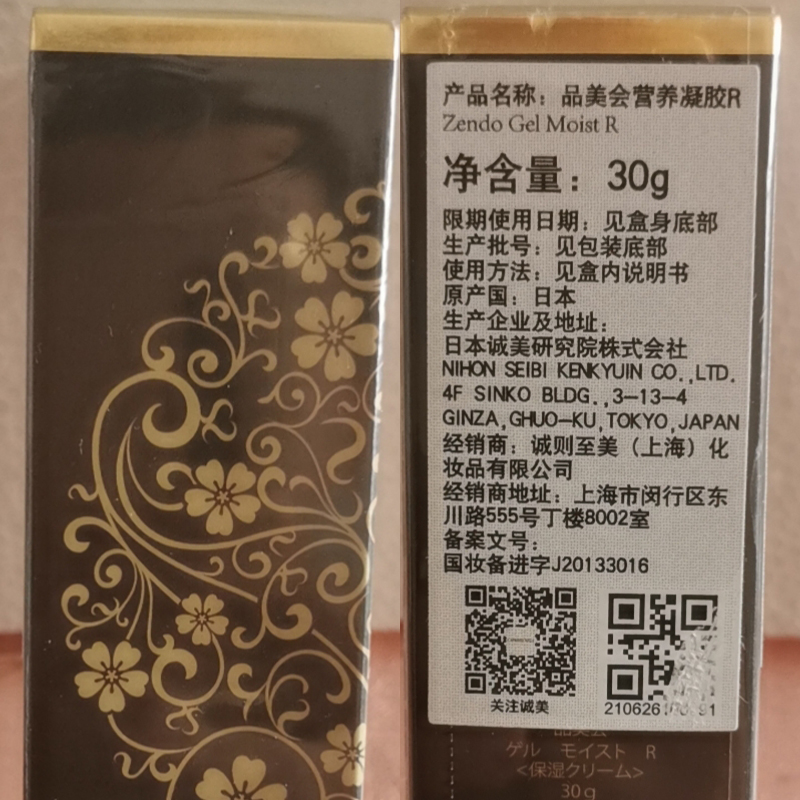 产品名称：品美会营养凝胶R
Zendo Gel Moist R
净含量：30g
限期使用日期：见盒身底部
生产批号：见包装底部
使用方法：见盒内说明书
原产国：日本
生产企业及地址：
日本诚美研究院株式会社
NIHON SEIBI KENKYUIN CO.,LTD.
4F SINKO BLDG.,3-13-4
GINZA,GHUO-KU,TOKYO,JAPAN
经销商：诚则至美（上海）化
妆品有限公司
经销商地址：上海市闵行区东
川路555号丁楼8002室
备案文号：
国妆备进字J20133016
关注诚美
ゲル モイスト R
<保湿クリーム>
30g